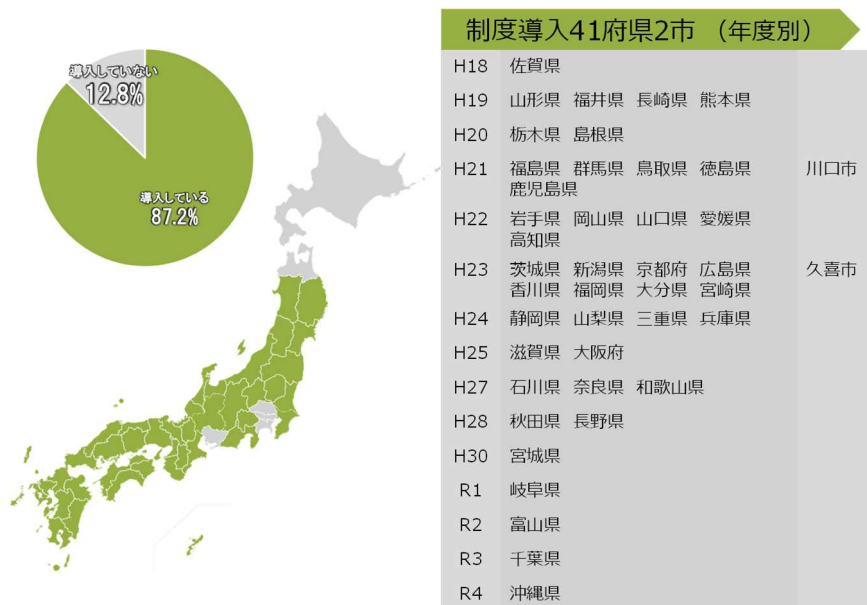 制度導入41府県2市 (年度別)
導入していない
12.8%
導入している
87.2%
H18 佐賀県
H19 山形県 福井県 長崎県 熊本県
H20 栃木県 島根県
H21 福島県 群馬県 鳥取県 徳島県 川口市
鹿児島県
H22 岩手県 岡山県 山口県 愛媛県
高知県
H23 茨城県 新潟県 京都府 広島県 久喜市
香川県 福岡県 大分県 宮崎県
H24 静岡県 山梨県 三重県 兵庫県
H25 滋賀県 大阪府
H27 石川県 奈良県 和歌山県
H28 秋田県 長野県
H30 宮城県
R1 岐阜県
R2 富山県
R3 千葉県
R4 沖縄県